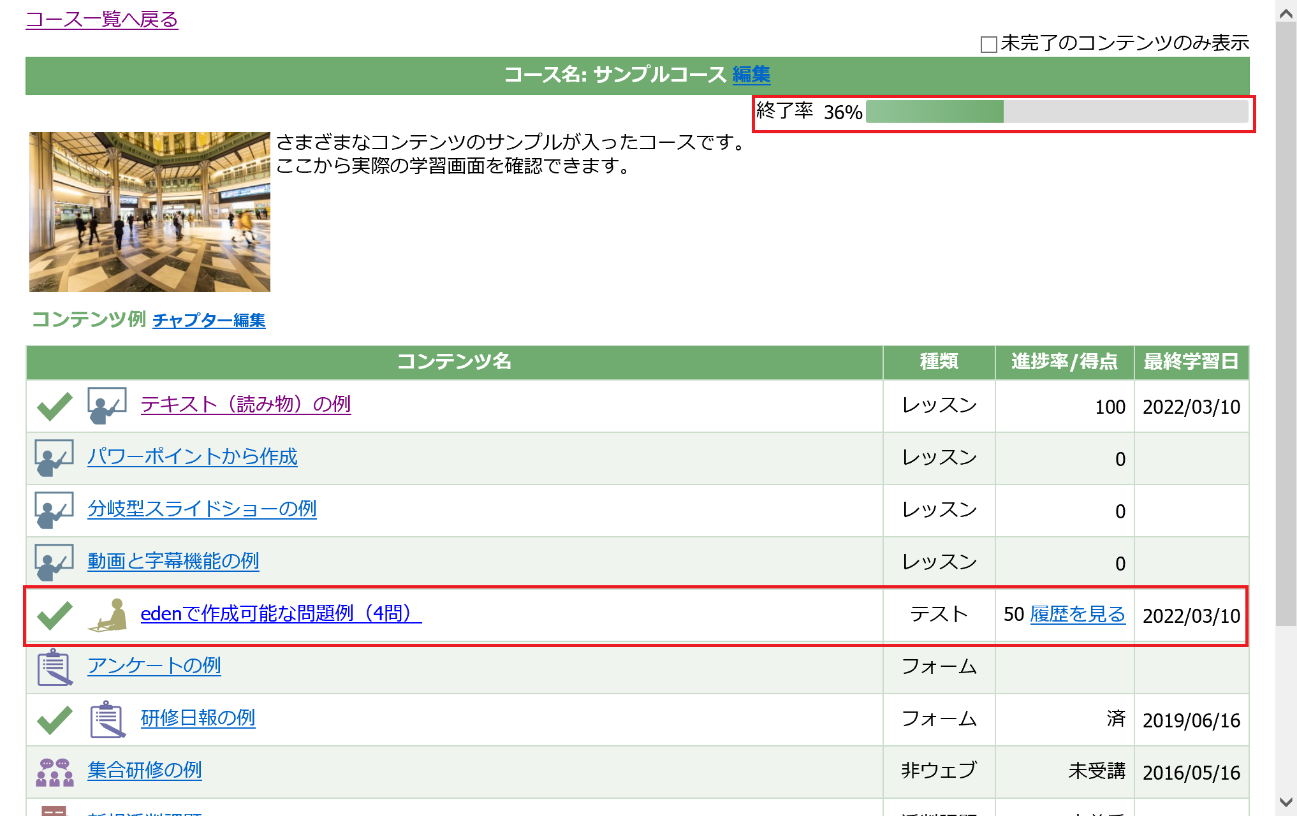 コース一覧へ戻る
未完了のコンテンツのみ表示
コース名: サンプルコース 編集
終了率 36%
さまざまなコンテンツのサンプルが入ったコースです。
ここから実際の学習画面を確認できます。
コンテンツ例 チャプター編集
コンテンツ名 種類 進捗率/得点 最終学習日
テキスト（読み物）の例 レッスン 100 2022/03/10
パワーポイントから作成 レッスン 0
分岐型スライドショーの例 レッスン 0
動画と字幕機能の例 レッスン 0
edenで作成可能な問題例（4問） テスト 50 履歴を見る 2022/03/10
アンケートの例 フォーム
研修日報の例 フォーム 済 2019/06/16
集合研修の例 非ウェブ 未受講 2016/05/16